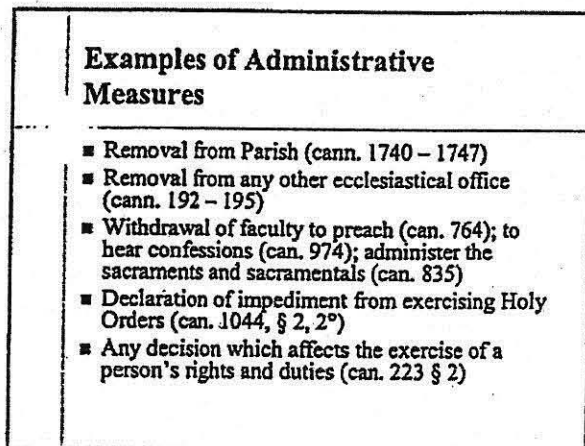 Examples of Administrative
Measures
■ Removal from Parish (cann. 1740 – 1747)
■ Removal from any other ecclesiastical office
(cann. 192 – 195)
■ Withdrawal of faculty to preach (can. 764); to
hear confessions (can. 974); administer the
sacraments and sacramentals (can. 835)
■ Declaration of impediment from exercising Holy
Orders (can. 1044, § 2, 2°)
■ Any decision which affects the exercise of a
person's rights and duties (can. 223 § 2)